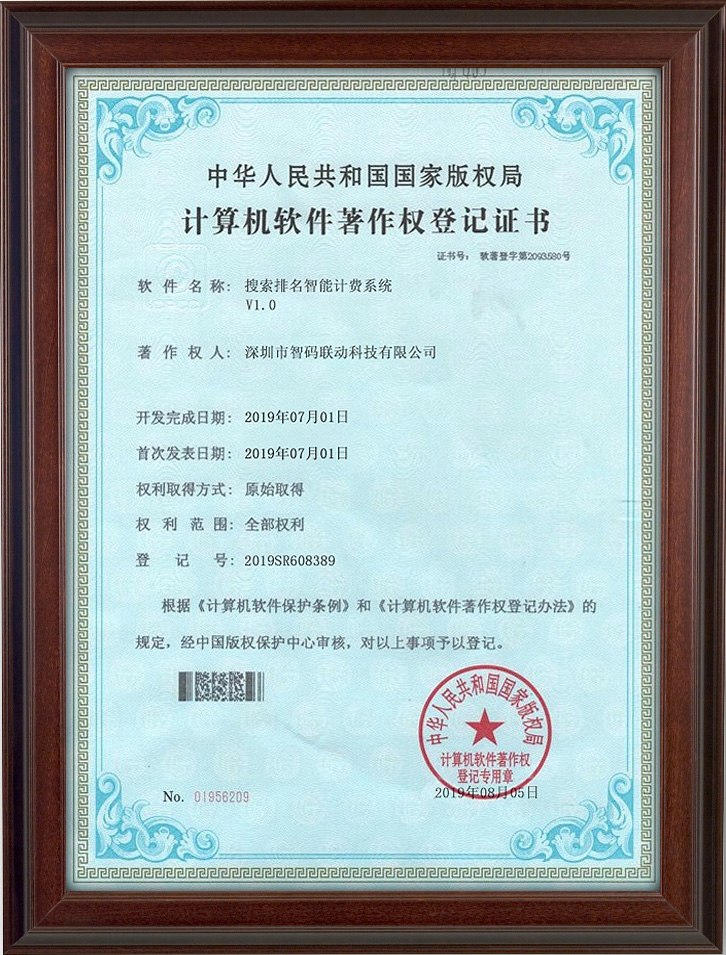 中华人民共和国国家版权局
计算机软件著作权登记证书
证书号: 软著登字第2093580号
软件名称: 搜索排名智能计费系统
V1.0
著作权人: 深圳市智码联动科技有限公司
开发完成日期: 2019年07月01日
首次发表日期: 2019年07月01日
权利取得方式: 原始取得
权利范围: 全部权利
登记号: 2019SR608389
根据《计算机软件保护条例》和《计算机软件著作权登记办法》的
规定，经中国版权保护中心审核，对以上事项予以登记。
中华人民共和国国家版权局
计算机软件著作权
登记专用章
No. 01956209
2019年08月05日